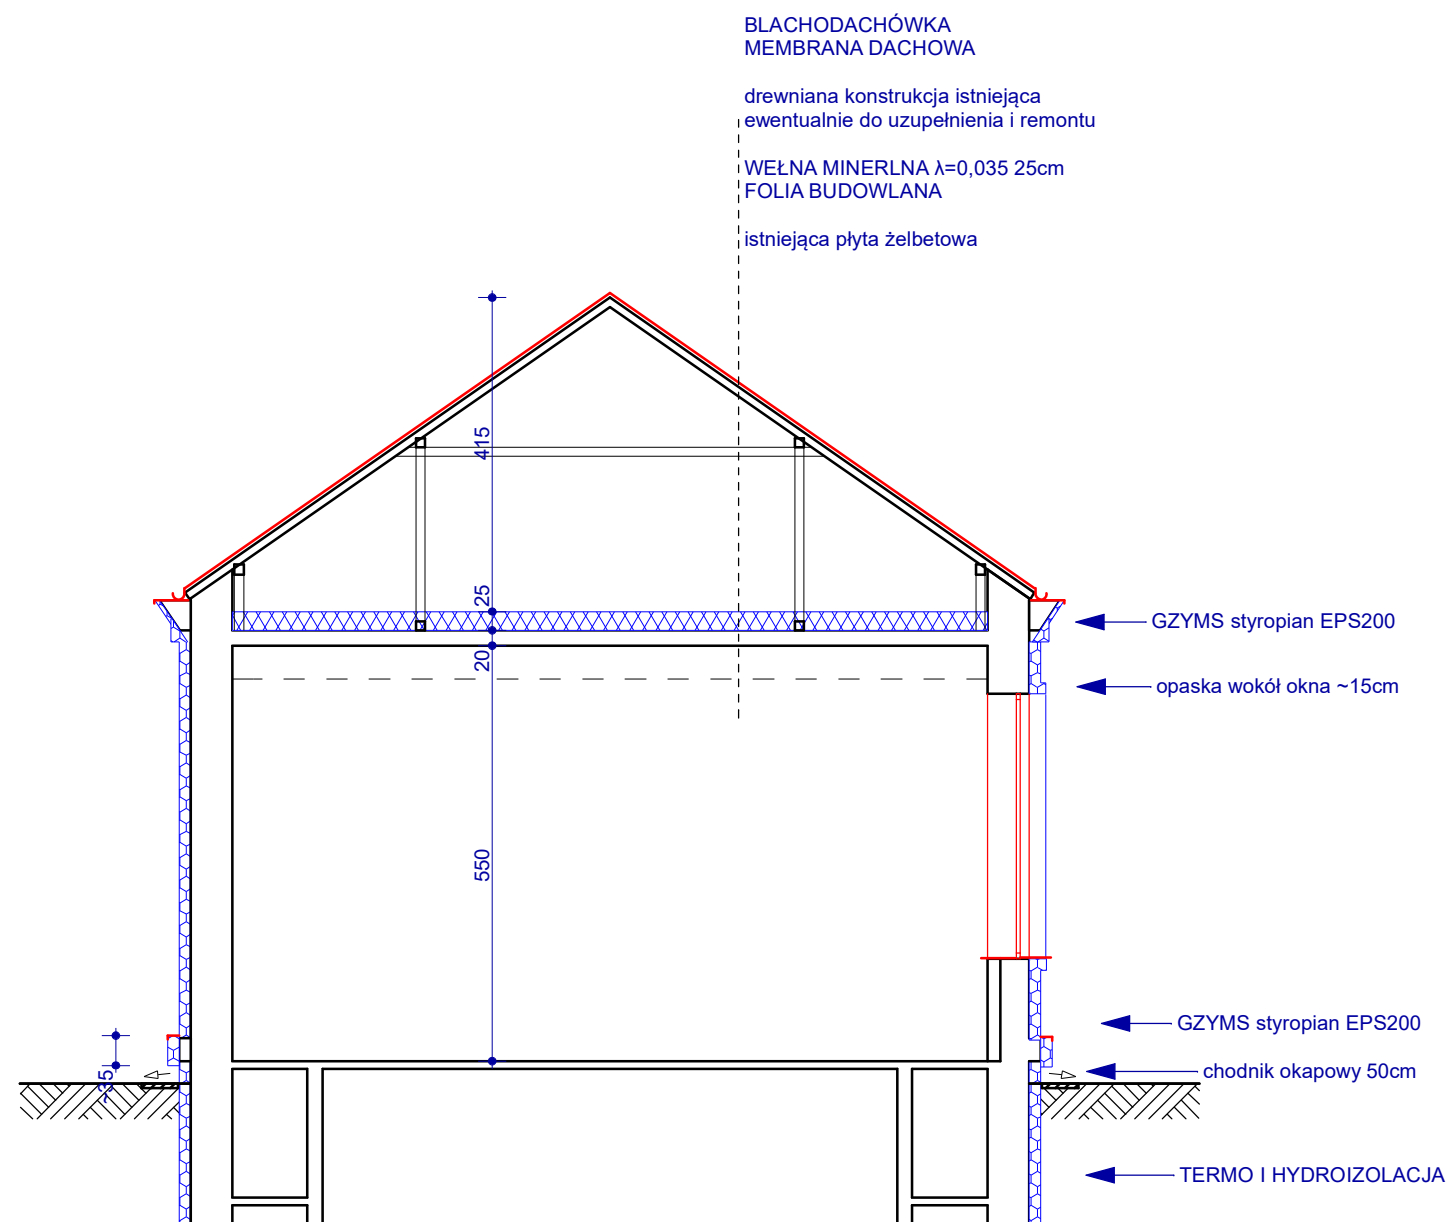 BLACHODACHÓWKA
MEMBRANA DACHOWA
drewniana konstrukcja istniejąca
ewentualnie do uzupełnienia i remontu
WEŁNA MINERLNA λ=0,035 25cm
FOLIA BUDOWLANA
istniejąca płyta żelbetowa
415
25
20
550
~35
GZYMS styropian EPS200
opaska wokół okna ~15cm
GZYMS styropian EPS200
chodnik okapowy 50cm
TERMO I HYDROIZOLACJA